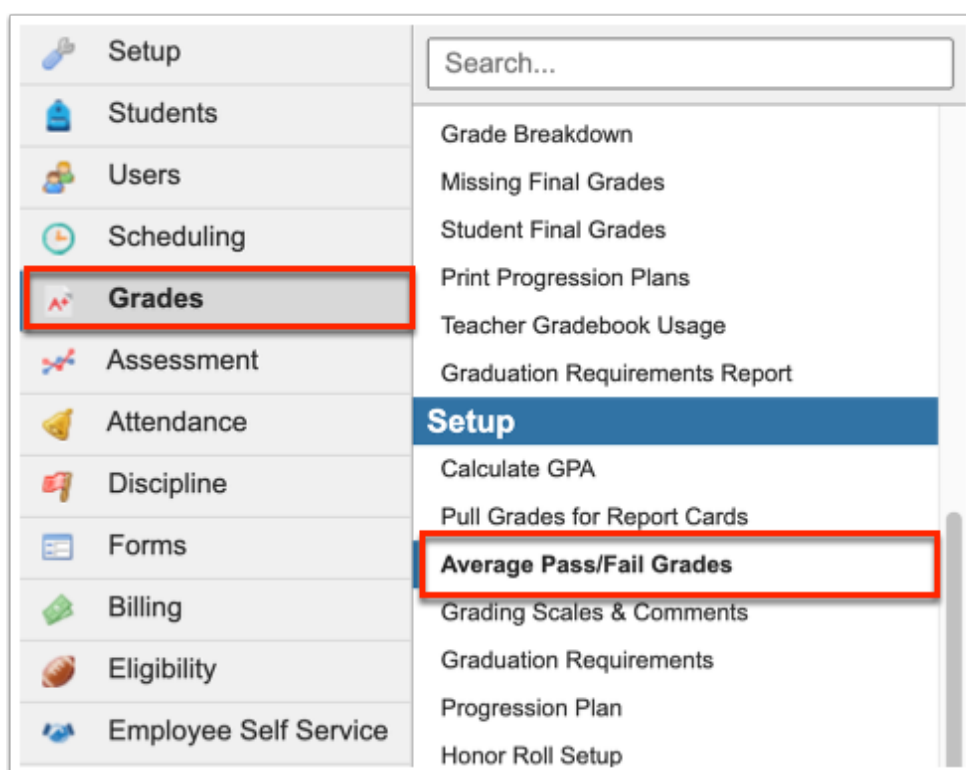 Setup
Students
Users
Scheduling
A+
Grades
Assessment
Attendance
Discipline
Forms
Billing
Eligibility
Employee Self Service
Search...
Grade Breakdown
Missing Final Grades
Student Final Grades
Print Progression Plans
Teacher Gradebook Usage
Graduation Requirements Report
Setup
Calculate GPA
Pull Grades for Report Cards
Average Pass/Fail Grades
Grading Scales & Comments
Graduation Requirements
Progression Plan
Honor Roll Setup